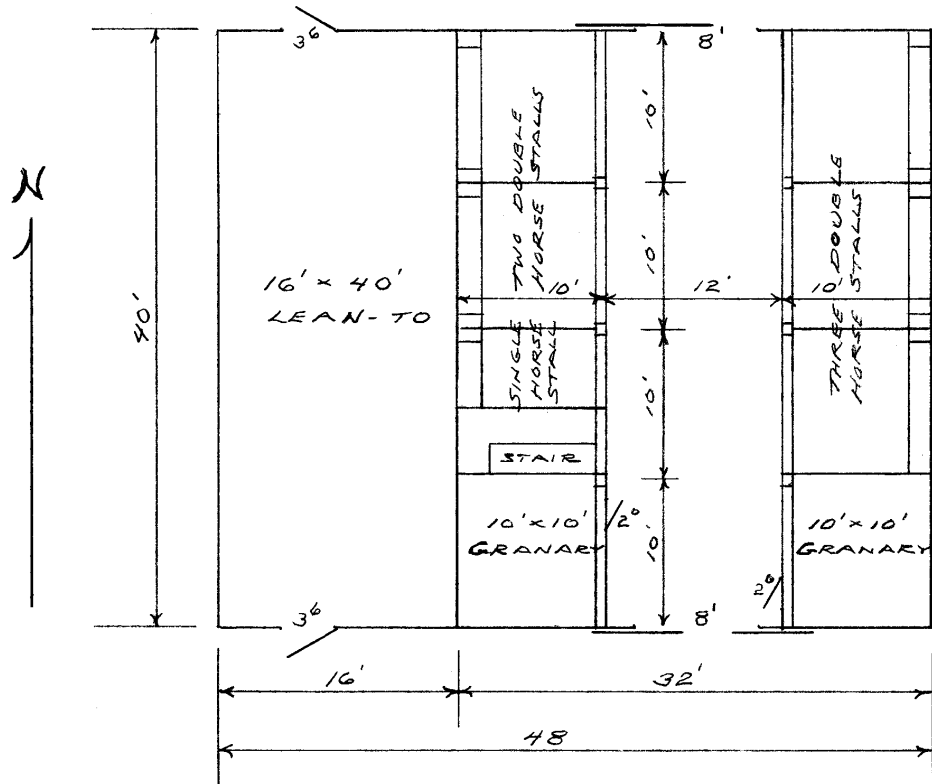 3⁶
8'
N
40'
10'
10'
10'
10'
TWO DOUBLE
HORSE STALLS
SINGLE
HORSE
STALL
THREE DOUBLE
HORSE STALLS
16' x 40'
LEAN-TO
10'
12'
10'
STAIR
10' x 10'
GRANARY
2⁰
10' x 10'
GRANARY
2⁰
3⁶
8'
16'
32'
48